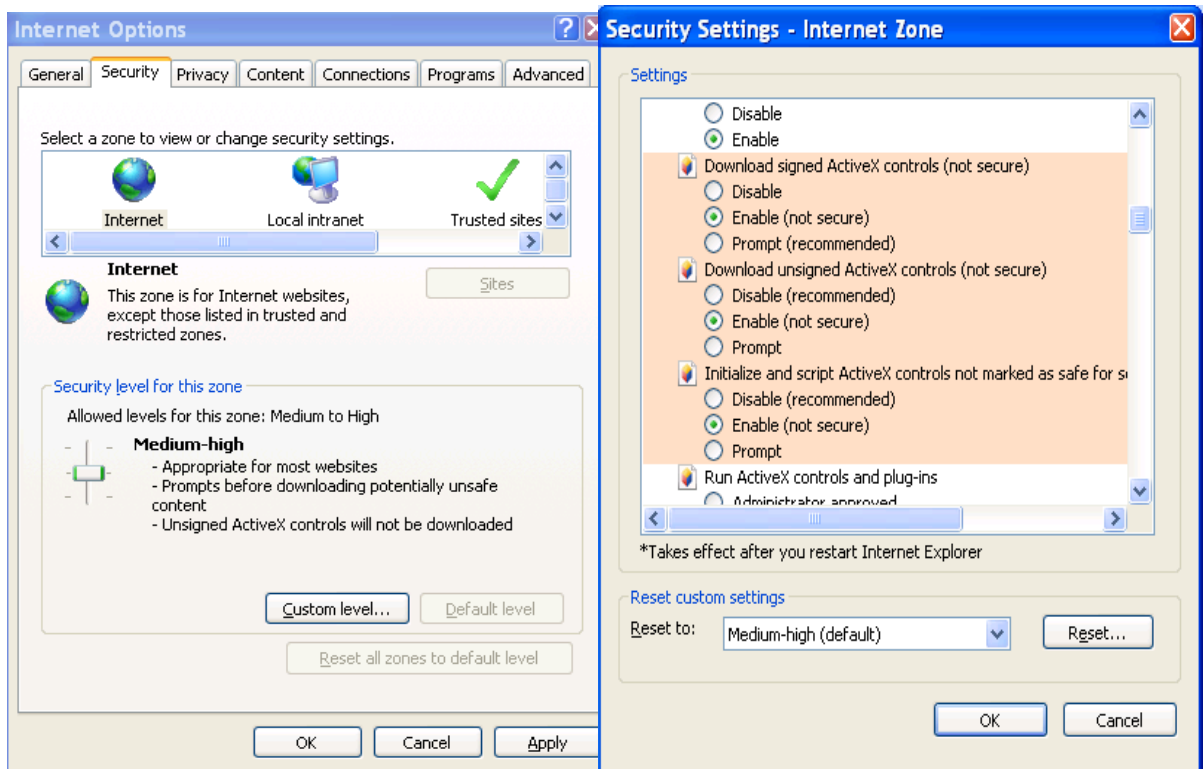 Internet Options
General Security Privacy Content Connections Programs Advanced
Select a zone to view or change security settings.
Internet Local intranet Trusted sites
Internet
This zone is for Internet websites,
except those listed in trusted and
restricted zones.
Sites
Security level for this zone
Allowed levels for this zone: Medium to High
Medium-high
- Appropriate for most websites
- Prompts before downloading potentially unsafe
content
- Unsigned ActiveX controls will not be downloaded
Custom level... Default level
Reset all zones to default level
OK Cancel Apply
Security Settings - Internet Zone
Settings
Disable
Enable
Download signed ActiveX controls (not secure)
Disable
Enable (not secure)
Prompt (recommended)
Download unsigned ActiveX controls (not secure)
Disable (recommended)
Enable (not secure)
Prompt
Initialize and script ActiveX controls not marked as safe for
Disable (recommended)
Enable (not secure)
Prompt
Run ActiveX controls and plug-ins
Administrator approved
*Takes effect after you restart Internet Explorer
Reset custom settings
Reset to: Medium-high (default) Reset...
OK Cancel